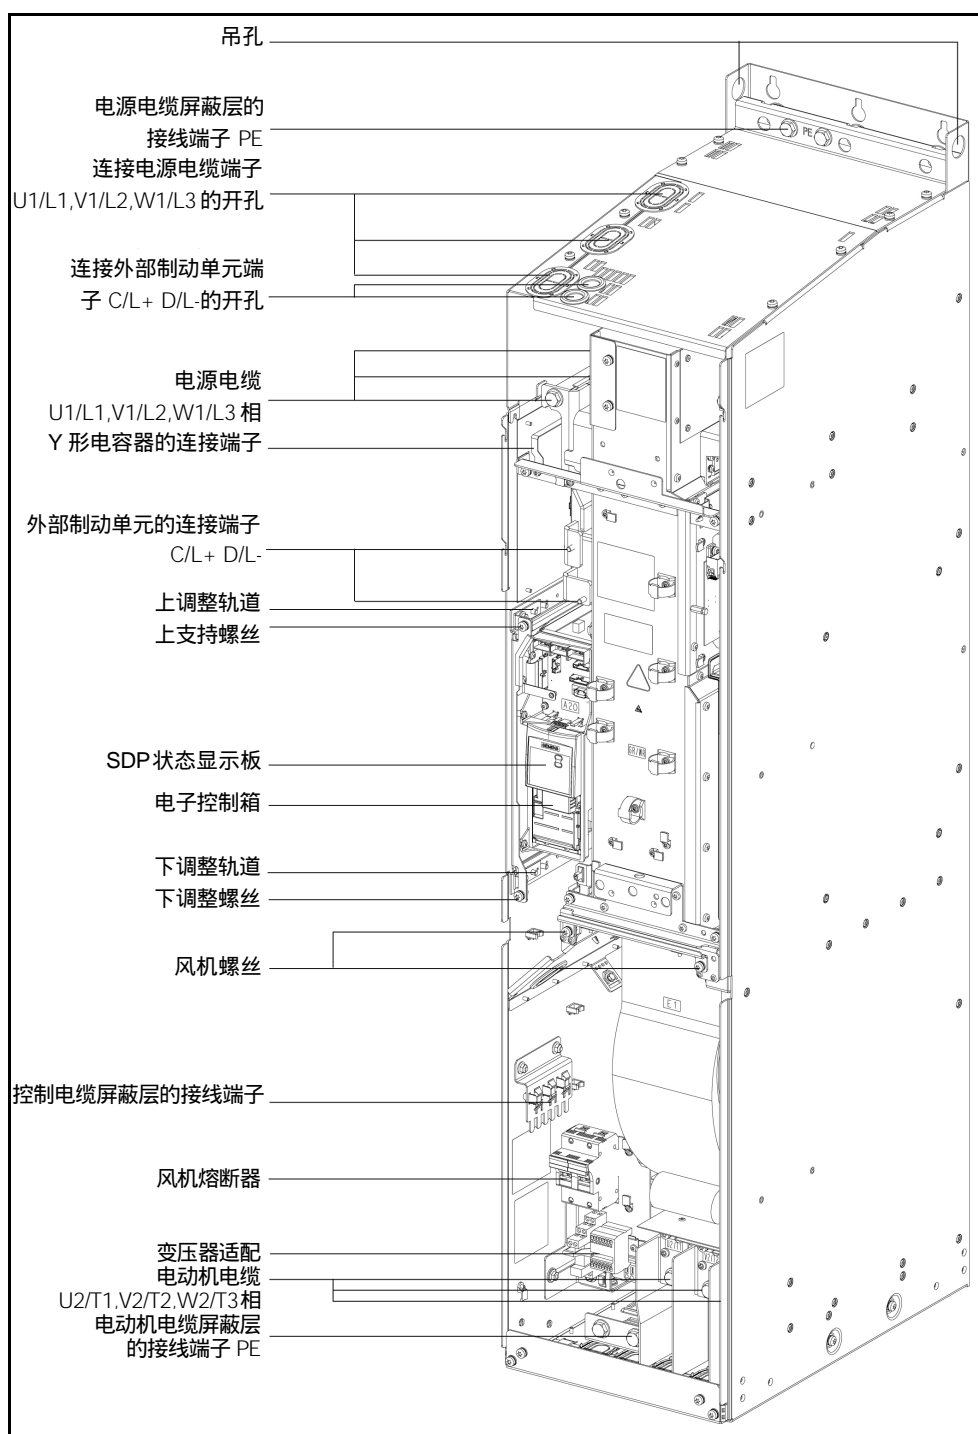 吊孔
电源电缆屏蔽层的
接线端子 PE
连接电源电缆端子
U1/L1,V1/L2,W1/L3 的开孔
连接外部制动单元端
子 C/L+ D/L-的开孔
电源电缆
U1/L1,V1/L2,W1/L3 相
Y 形电容器的连接端子
外部制动单元的连接端子
C/L+ D/L-
上调整轨道
上支持螺丝
SDP状态显示板
电子控制箱
下调整轨道
下调整螺丝
风机螺丝
控制电缆屏蔽层的接线端子
风机熔断器
变压器适配
电动机电缆
U2/T1,V2/T2,W2/T3相
电动机电缆屏蔽层
的接线端子 PE
PE
A20
E1